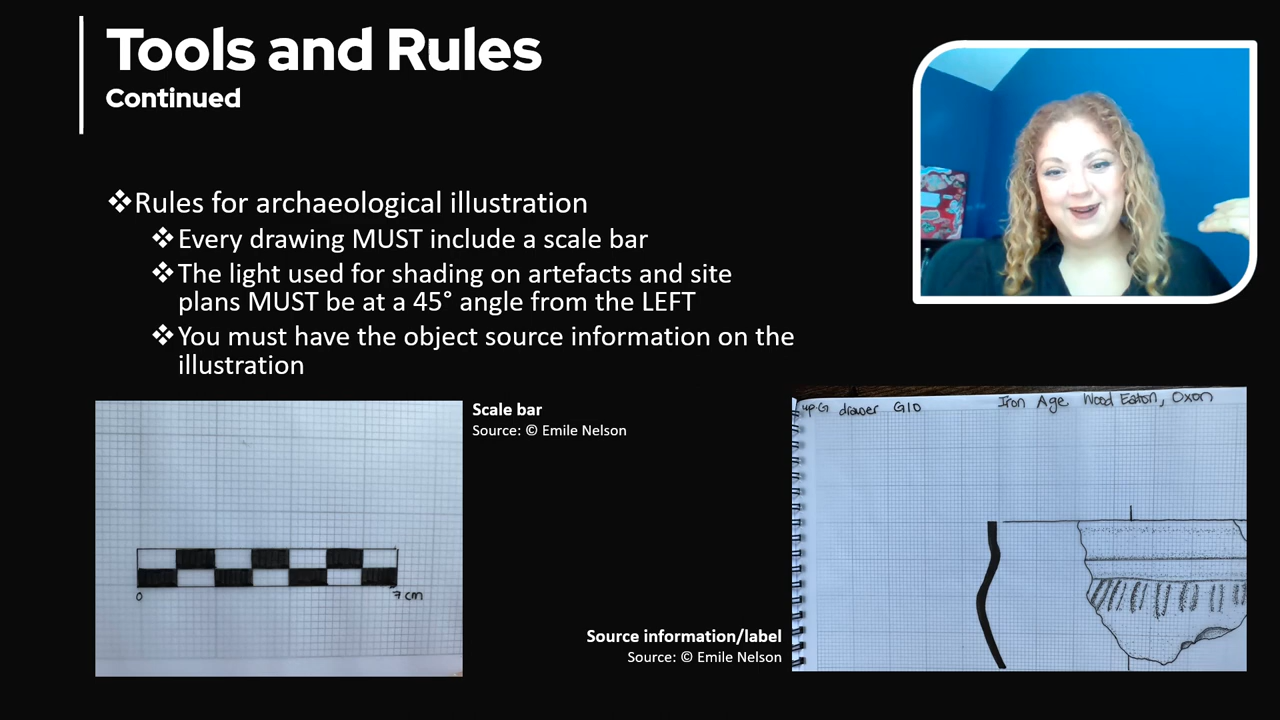 Tools and Rules
Continued
❖Rules for archaeological illustration
❖Every drawing MUST include a scale bar
❖The light used for shading on artefacts and site
plans MUST be at a 45° angle from the LEFT
❖You must have the object source information on the
illustration
Scale bar
Source: © Emile Nelson
0
7 cm
Source information/label
Source: © Emile Nelson
drawer G10
Iron Age Wood Eaton, Oxon